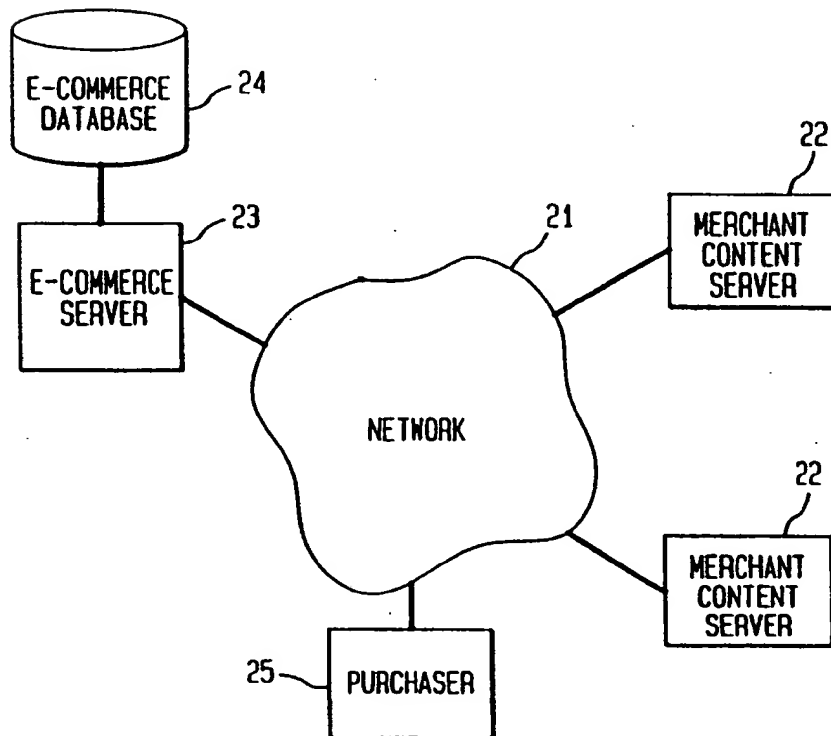 E-COMMERCE
DATABASE
24
22
23
21
MERCHANT
CONTENT
SERVER
E-COMMERCE
SERVER
NETWORK
22
MERCHANT
CONTENT
SERVER
25
PURCHASER